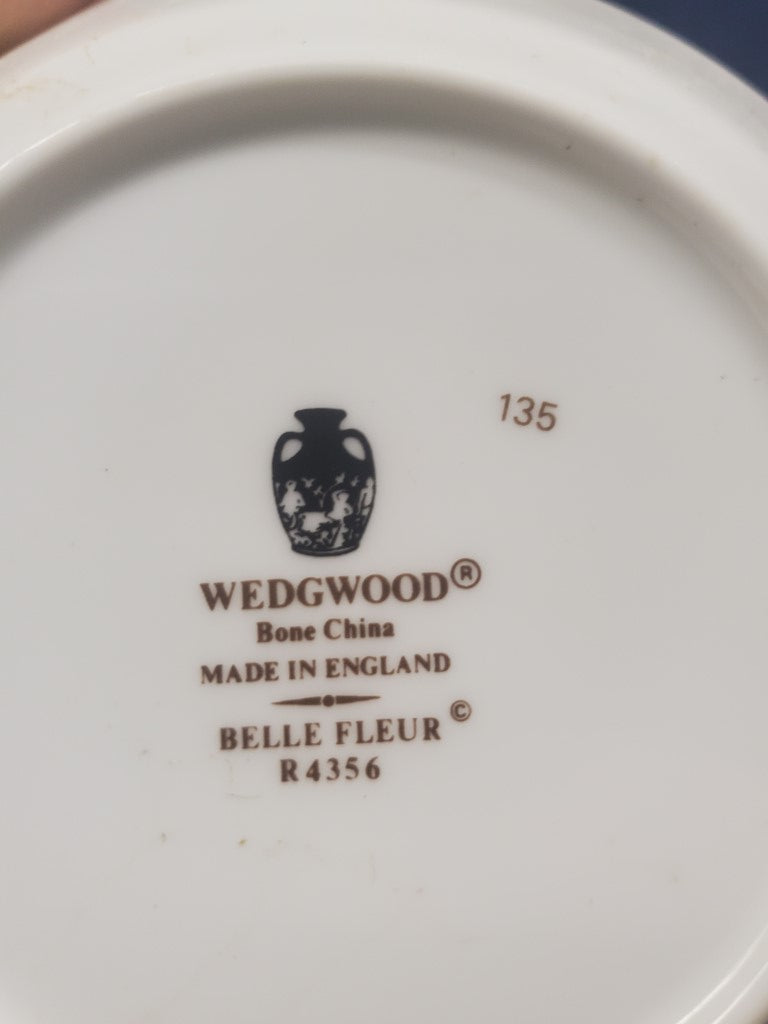 135
WEDGWOOD®
Bone China
MADE IN ENGLAND
BELLE FLEUR ©
R4356